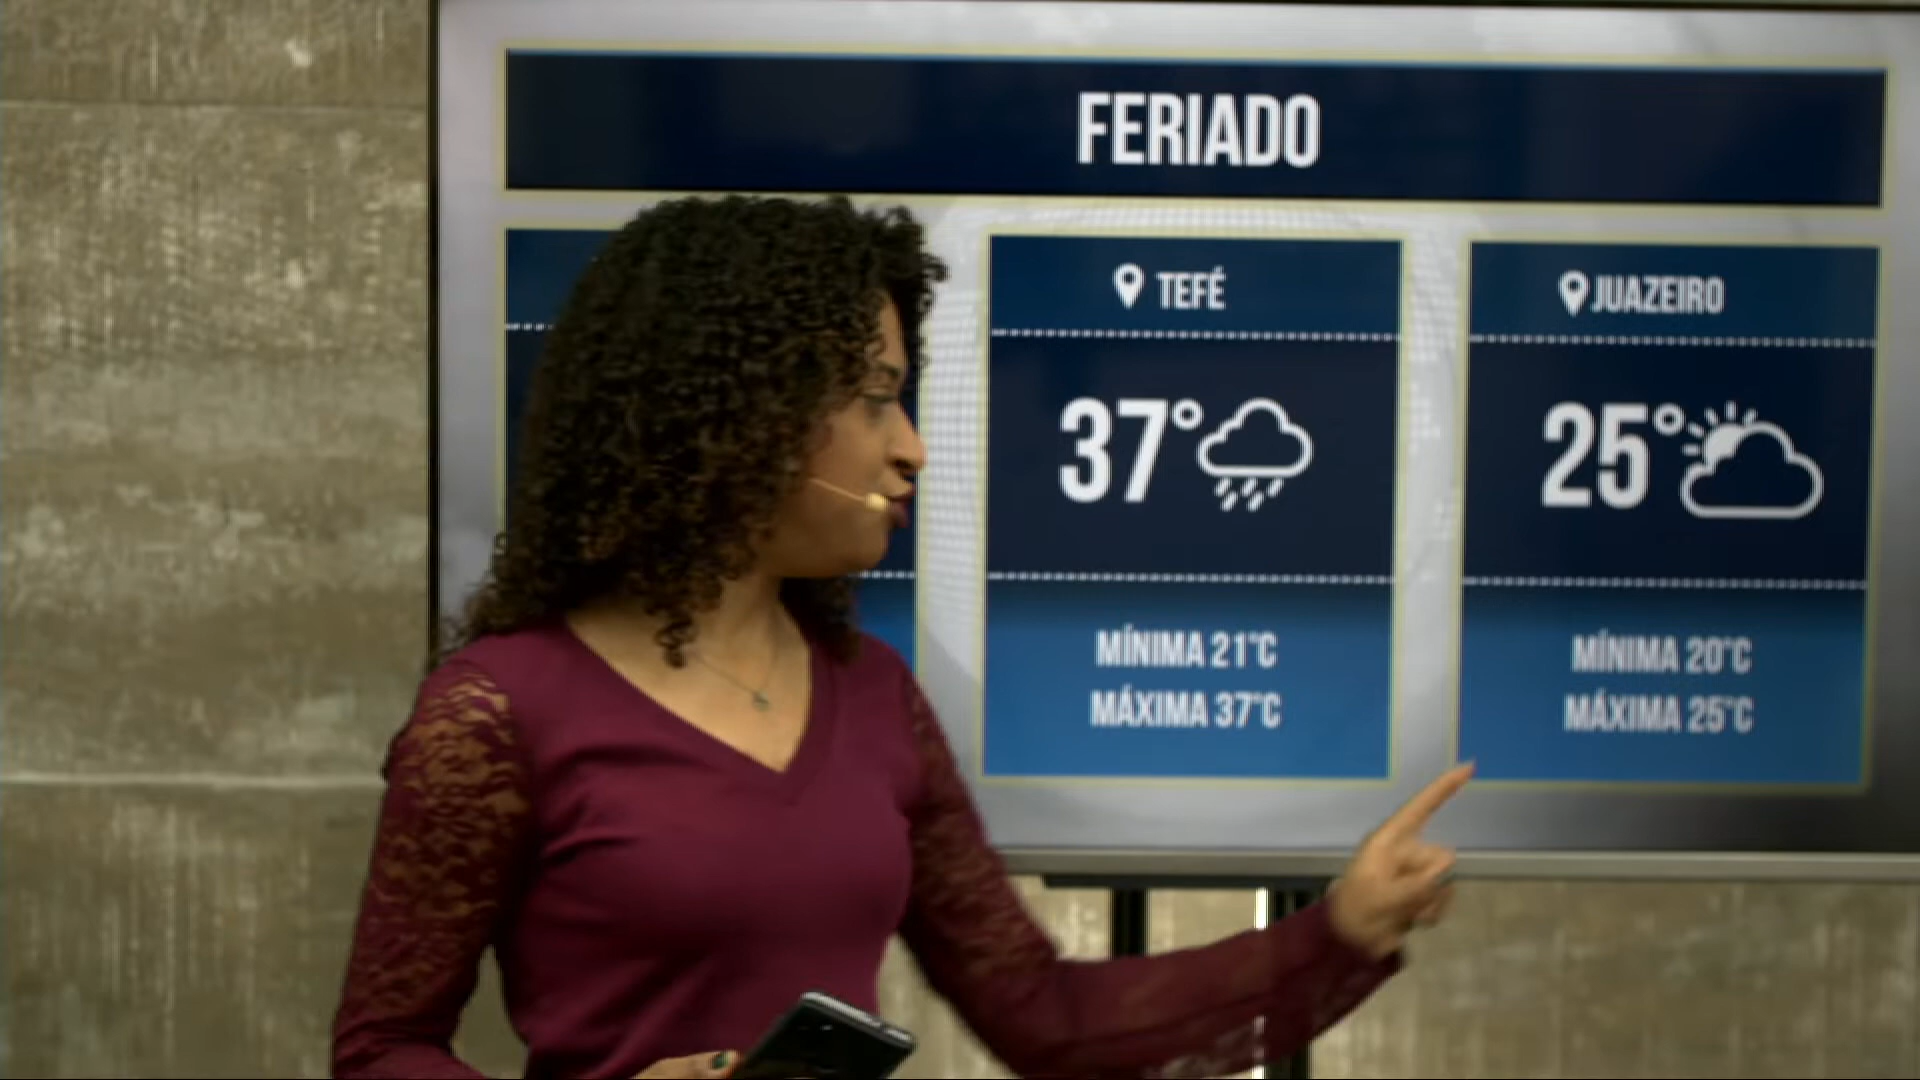 FERIADO
TEFÉ
37°
MÍNIMA 21°C
MÁXIMA 37°C
JUAZEIRO
25°
MÍNIMA 20°C
MÁXIMA 25°C